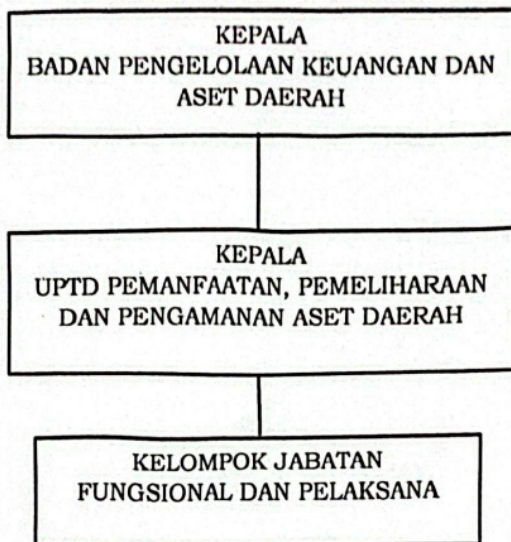 KEPALA
BADAN PENGELOLAAN KEUANGAN DAN
ASET DAERAH
KEPALA
UPTD PEMANFAATAN, PEMELIHARAAN
DAN PENGAMANAN ASET DAERAH
KELOMPOK JABATAN
FUNGSIONAL DAN PELAKSANA